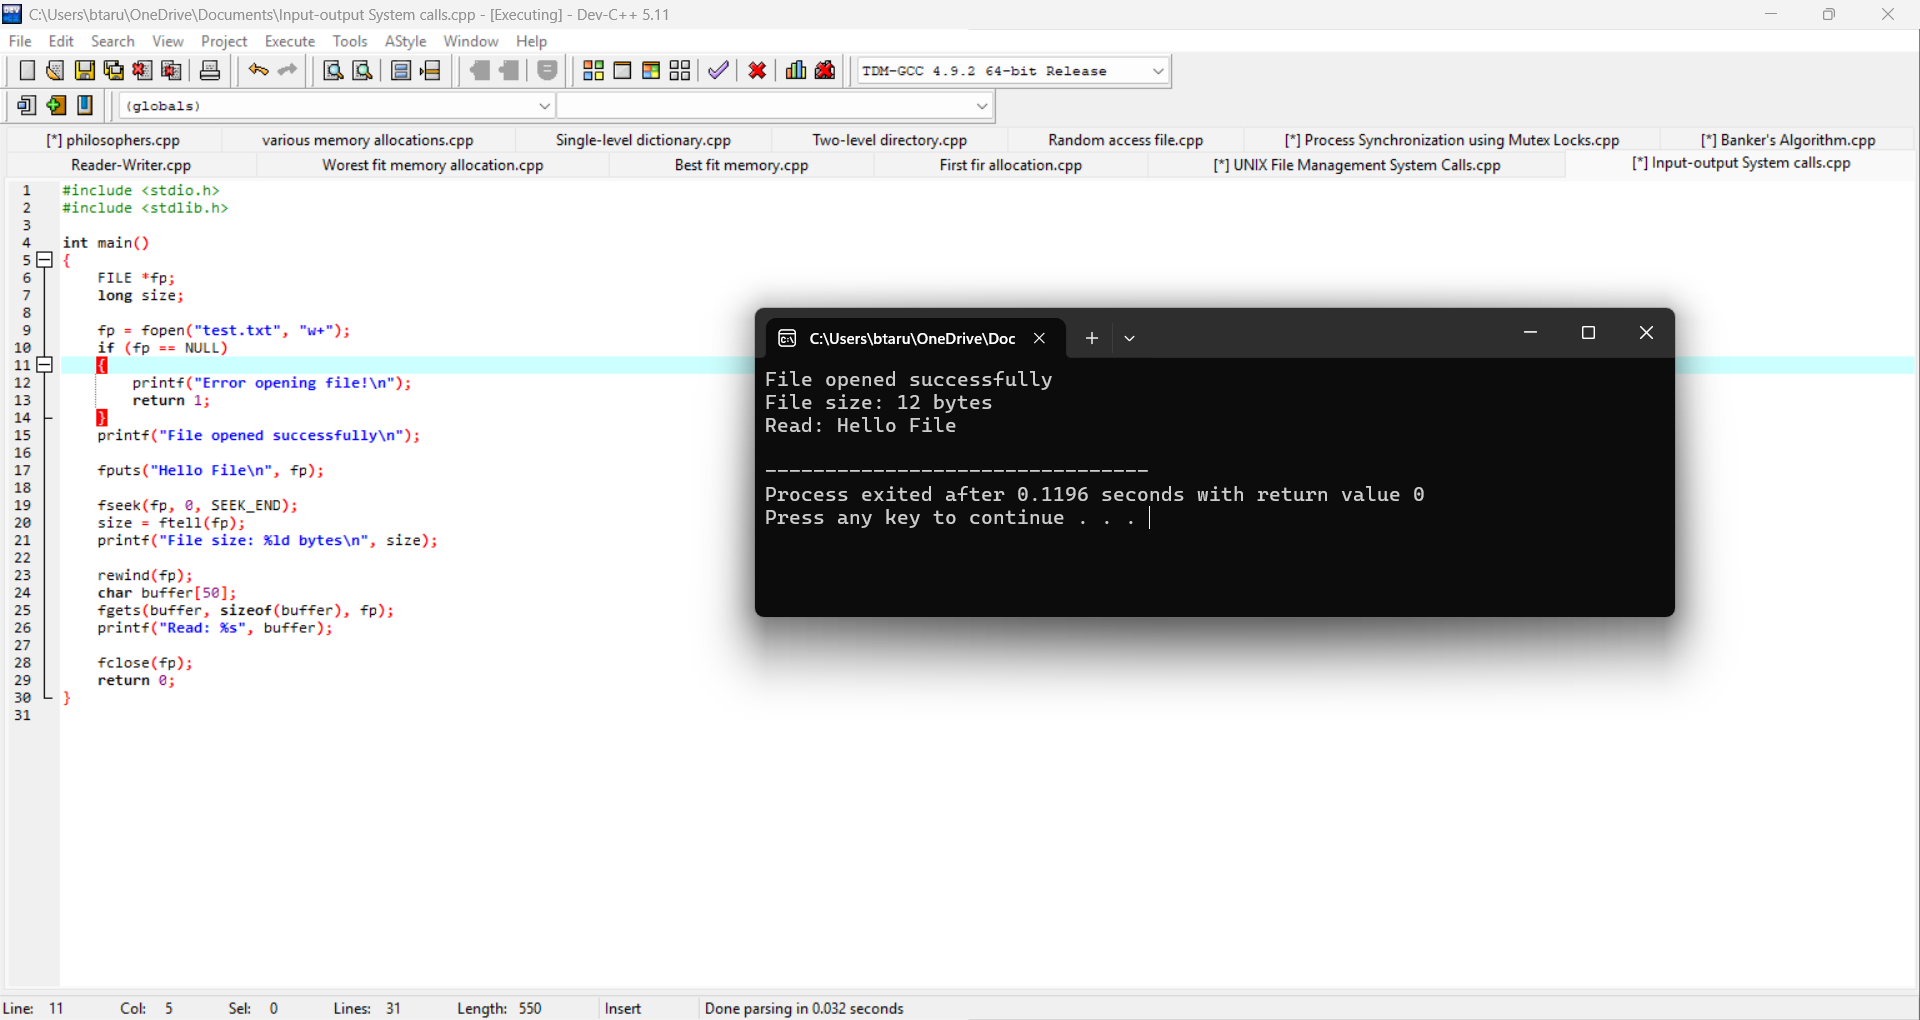 C:\Users\btaru\OneDrive\Documents\Input-output System calls.cpp - [Executing] - Dev-C++ 5.11
File Edit Search View Project Execute Tools AStyle Window Help
TDM-GCC 4.9.2 64-bit Release
(globals)
[*] philosophers.cpp various memory allocations.cpp Single-level dictionary.cpp Two-level directory.cpp Random access file.cpp [*] Process Synchronization using Mutex Locks.cpp [*] Banker's Algorithm.cpp
Reader-Writer.cpp Worest fit memory allocation.cpp Best fit memory.cpp First fir allocation.cpp [*] UNIX File Management System Calls.cpp [*] Input-output System calls.cpp
1 #include <stdio.h>
2 #include <stdlib.h>
3
4 int main()
5 {
6 FILE *fp;
7 long size;
8
9 fp = fopen("test.txt", "w+");
10 if (fp == NULL)
11 {
12 printf("Error opening file!\n");
13 return 1;
14 }
15 printf("File opened successfully\n");
16
17 fputs("Hello File\n", fp);
18
19 fseek(fp, 0, SEEK_END);
20 size = ftell(fp);
21 printf("File size: %ld bytes\n", size);
22
23 rewind(fp);
24 char buffer[50];
25 fgets(buffer, sizeof(buffer), fp);
26 printf("Read: %s", buffer);
27
28 fclose(fp);
29 return 0;
30 }
31
C:\Users\btaru\OneDrive\Doc
File opened successfully
File size: 12 bytes
Read: Hello File
--------------------------------
Process exited after 0.1196 seconds with return value 0
Press any key to continue . . .
Line: 11 Col: 5 Sel: 0 Lines: 31 Length: 550 Insert Done parsing in 0.032 seconds